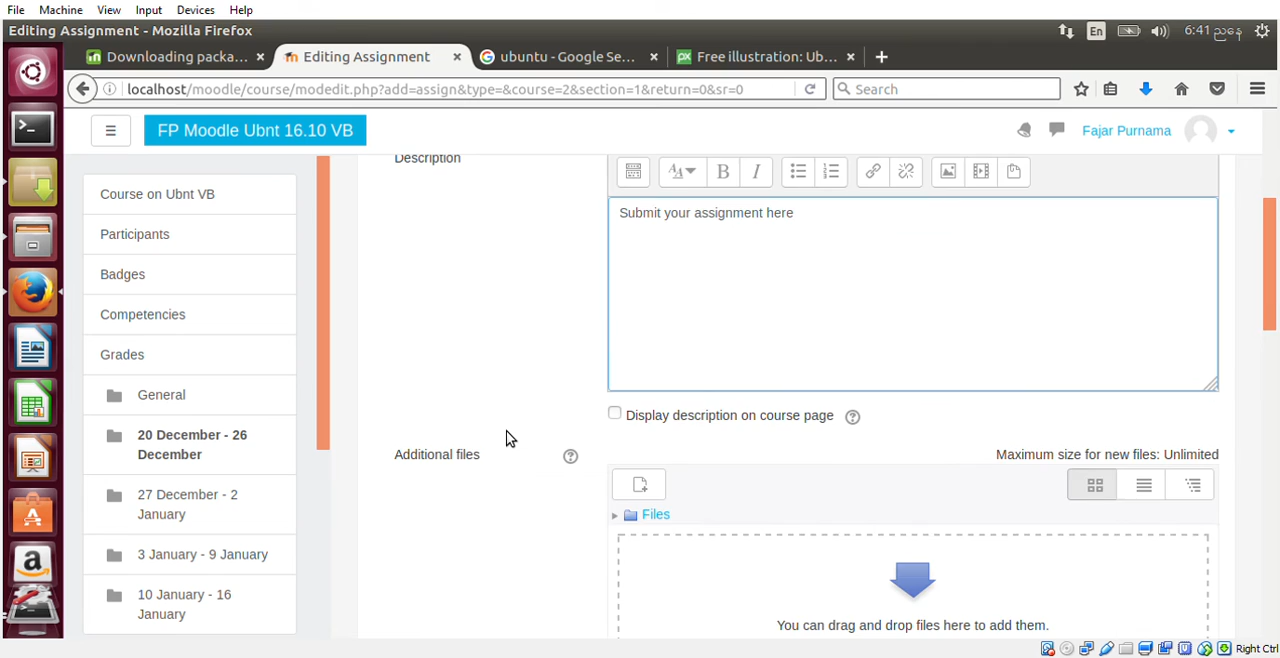 File Machine View Input Devices Help
Editing Assignment - Mozilla Firefox
En 6:41 ညနေ
Downloading packa... × Editing Assignment × ubuntu - Google Se... × Free illustration: Ub... ×
localhost/moodle/course/modedit.php?add=assign&type=&course=2&section=1&return=0&sr=0
Search
FP Moodle Ubnt 16.10 VB
Fajar Purnama
Course on Ubnt VB
Participants
Badges
Competencies
Grades
General
20 December - 26
December
27 December - 2
January
3 January - 9 January
10 January - 16
January
Description
Submit your assignment here
Display description on course page
Additional files
Maximum size for new files: Unlimited
Files
You can drag and drop files here to add them.
Right Ctrl